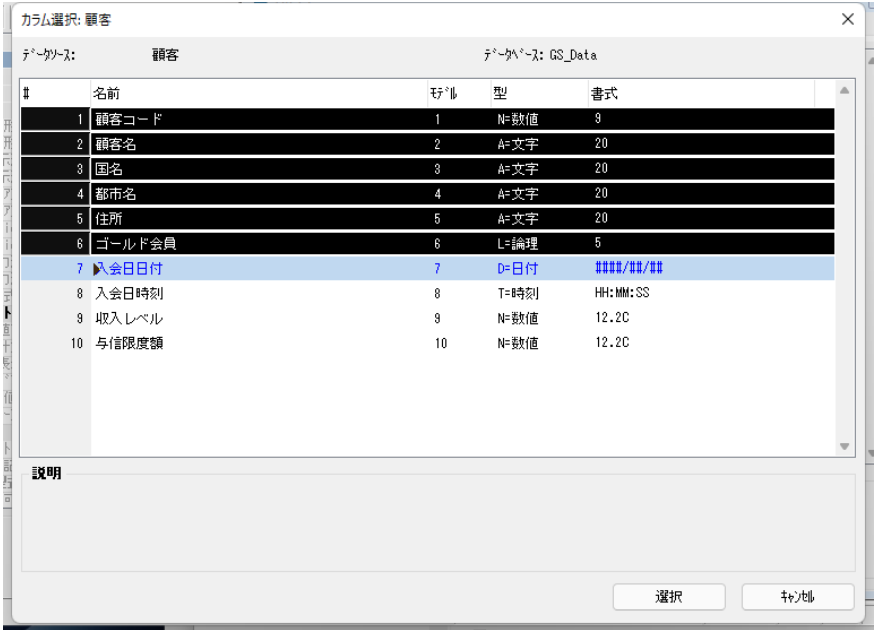 カラム選択: 顧客
ﾃﾞｰﾀｿｰｽ: 顧客 ﾃﾞｰﾀﾍﾞｰｽ: GS_Data
# 名前 ﾓﾃﾞﾙ 型 書式
1 顧客コード 1 N=数値 9
2 顧客名 2 A=文字 20
3 国名 3 A=文字 20
4 都市名 4 A=文字 20
5 住所 5 A=文字 20
6 ゴールド会員 6 L=論理 5
7 入会日日付 7 D=日付 ####/##/##
8 入会日時刻 8 T=時刻 HH:MM:SS
9 収入レベル 9 N=数値 12.2C
10 与信限度額 10 N=数値 12.2C
説明
選択 ｷｬﾝｾﾙ